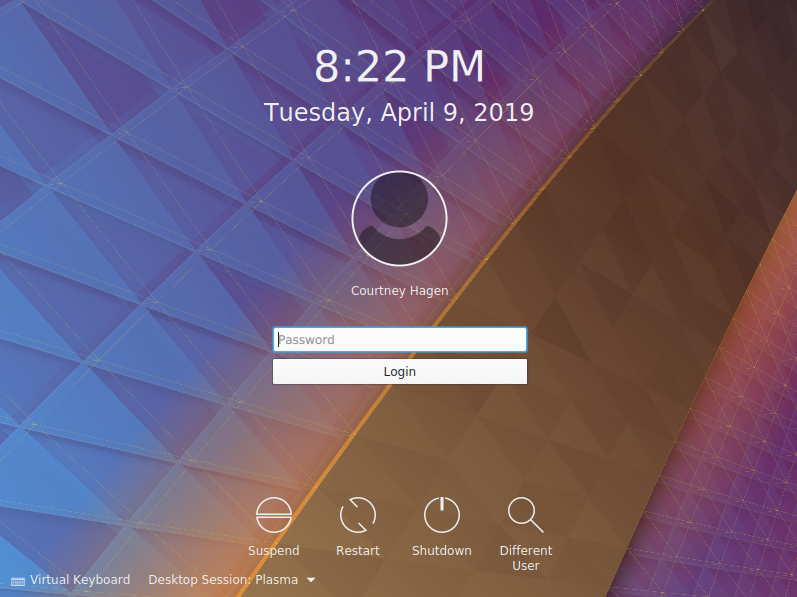 8:22 PM
Tuesday, April 9, 2019
Courtney Hagen
Password
Login
Suspend
Restart
Shutdown
Different
User
Virtual Keyboard
Desktop Session: Plasma